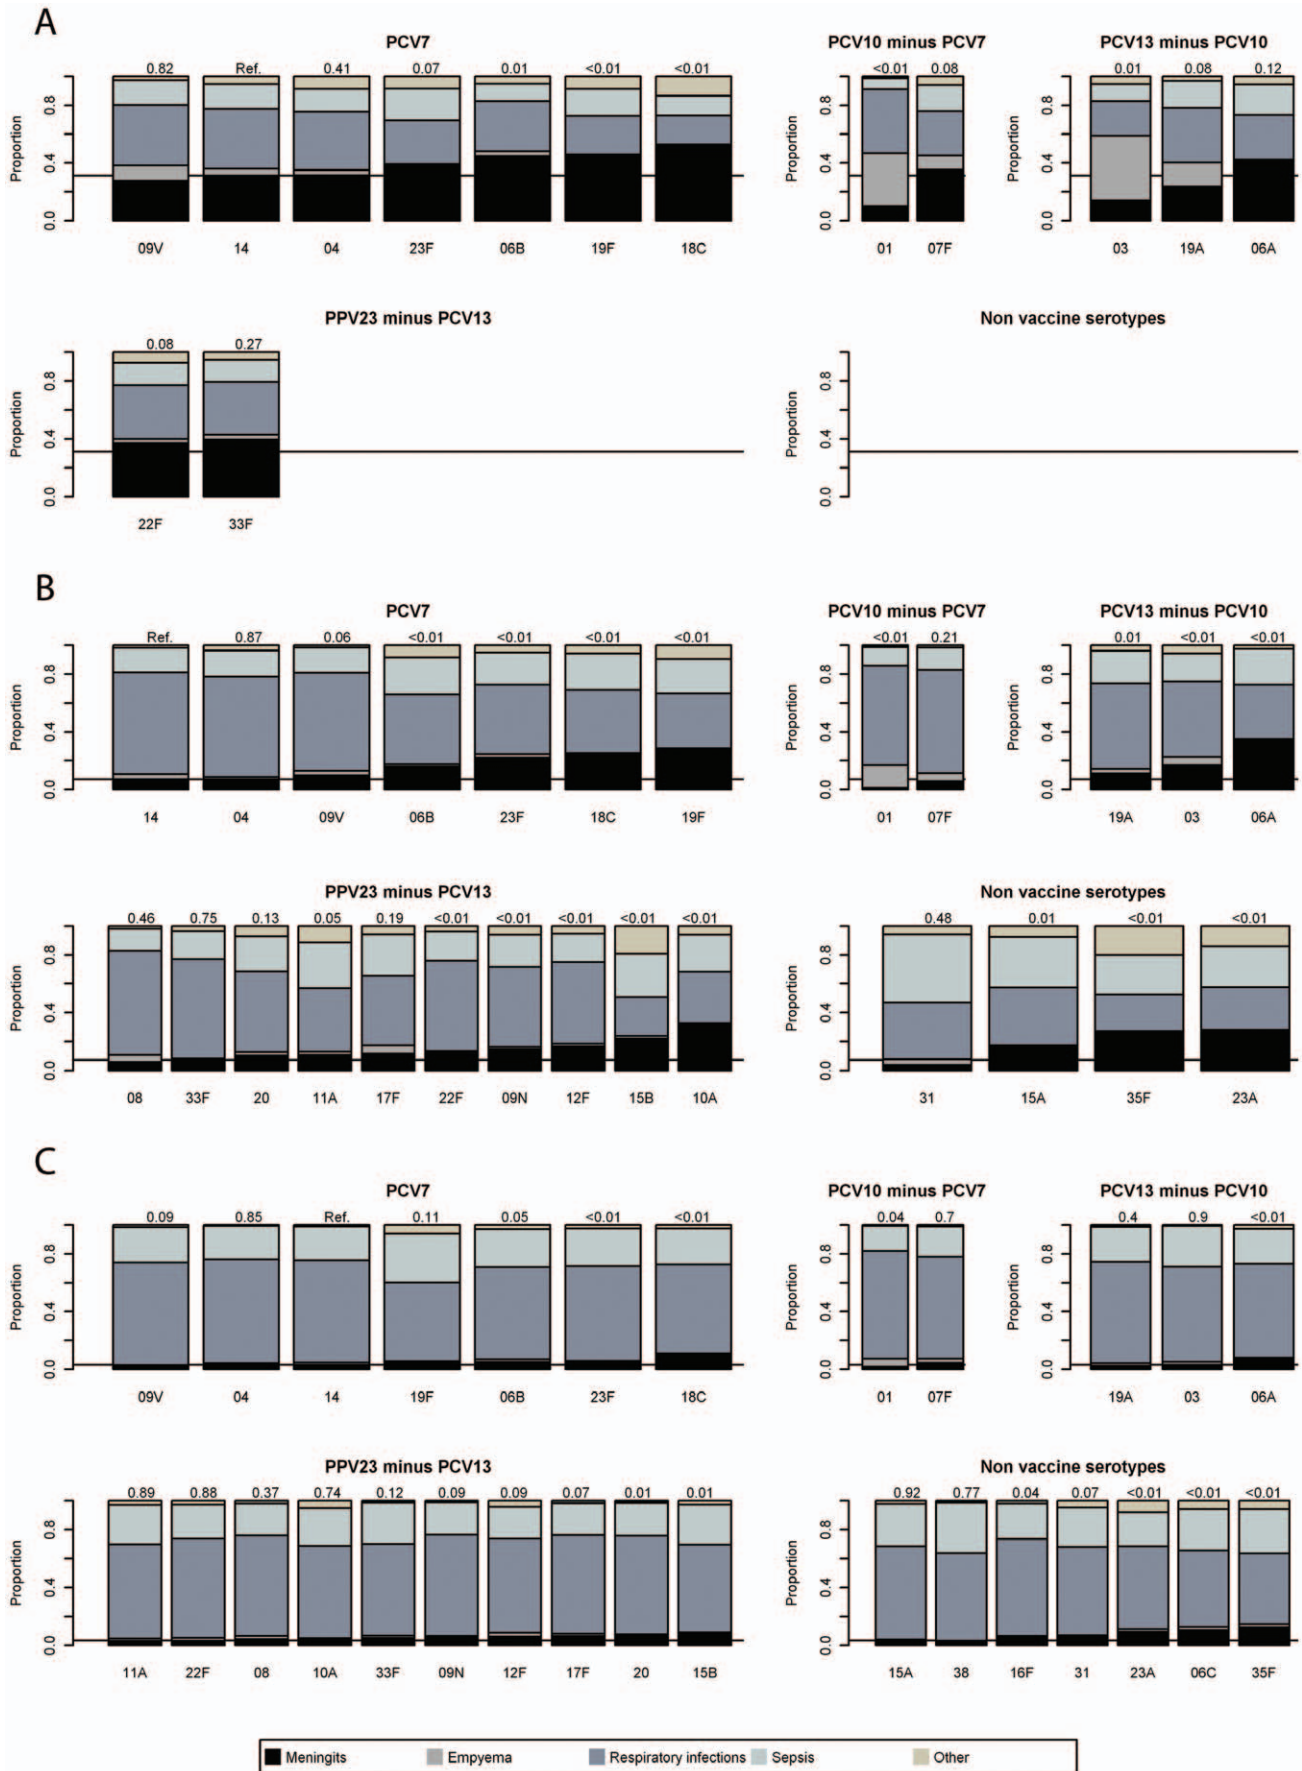 A
PCV7
PCV10 minus PCV7
PCV13 minus PCV10
0.82 Ref. 0.41 0.07 0.01 <0.01 <0.01
<0.01 0.08
0.01 0.08 0.12
Proportion 0.0 0.4 0.8
Proportion 0.0 0.4 0.8
Proportion 0.0 0.4 0.8
09V 14 04 23F 06B 19F 18C
01 07F
03 19A 06A
PPV23 minus PCV13
Non vaccine serotypes
0.08 0.27
Proportion 0.0 0.4 0.8
Proportion 0.0 0.4 0.8
22F 33F
B
PCV7
PCV10 minus PCV7
PCV13 minus PCV10
Ref. 0.87 0.06 <0.01 <0.01 <0.01 <0.01
<0.01 0.21
0.01 <0.01 <0.01
Proportion 0.0 0.4 0.8
Proportion 0.0 0.4 0.8
Proportion 0.0 0.4 0.8
14 04 09V 06B 23F 18C 19F
01 07F
19A 03 06A
PPV23 minus PCV13
Non vaccine serotypes
0.46 0.75 0.13 0.05 0.19 <0.01 <0.01 <0.01 <0.01 <0.01
0.48 0.01 <0.01 <0.01
Proportion 0.0 0.4 0.8
Proportion 0.0 0.4 0.8
08 33F 20 11A 17F 22F 09N 12F 15B 10A
31 15A 35F 23A
C
PCV7
PCV10 minus PCV7
PCV13 minus PCV10
0.09 0.85 Ref. 0.11 0.05 <0.01 <0.01
0.04 0.7
0.4 0.9 <0.01
Proportion 0.0 0.4 0.8
Proportion 0.0 0.4 0.8
Proportion 0.0 0.4 0.8
09V 04 14 19F 06B 23F 18C
01 07F
19A 03 06A
PPV23 minus PCV13
Non vaccine serotypes
0.89 0.88 0.37 0.74 0.12 0.09 0.09 0.07 0.01 0.01
0.92 0.77 0.04 0.07 <0.01 <0.01 <0.01
Proportion 0.0 0.4 0.8
Proportion 0.0 0.4 0.8
11A 22F 08 10A 33F 09N 12F 17F 20 15B
15A 38 16F 31 23A 06C 35F
Meningits Empyema Respiratory infections Sepsis Other